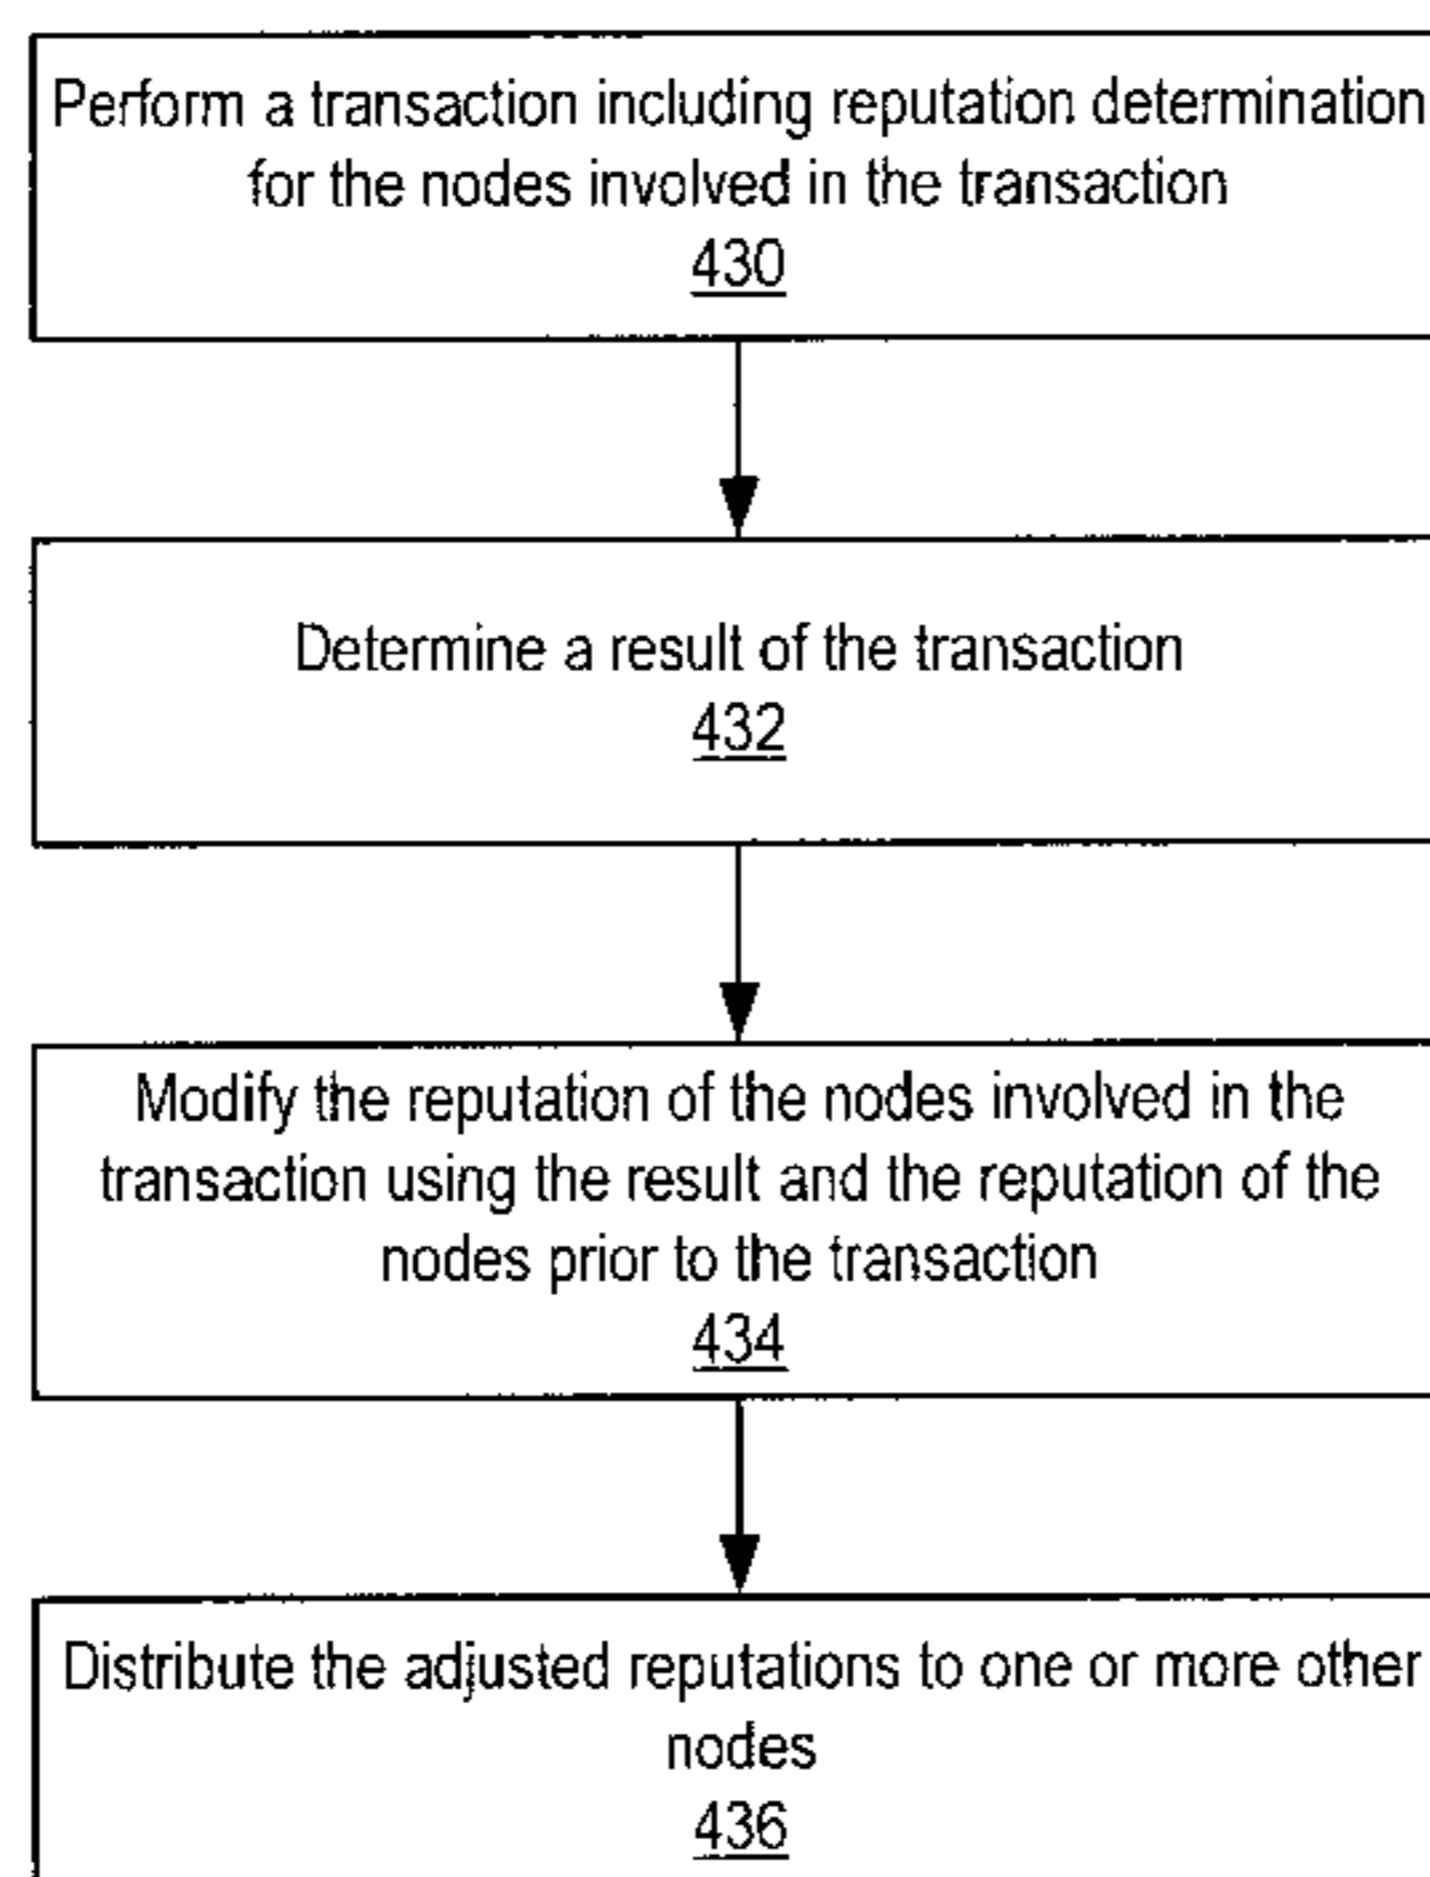 Perform a transaction including reputation determination
for the nodes involved in the transaction
430
Determine a result of the transaction
432
Modify the reputation of the nodes involved in the
transaction using the result and the reputation of the
nodes prior to the transaction
434
Distribute the adjusted reputations to one or more other
nodes
436